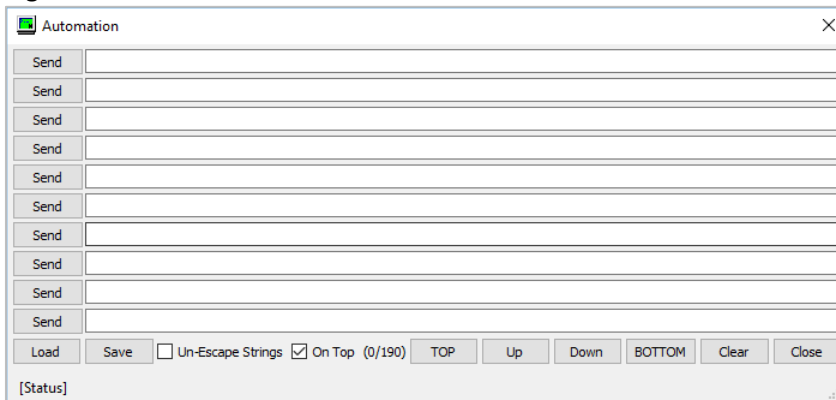 Automation
Send
Send
Send
Send
Send
Send
Send
Send
Send
Send
Load Save Un-Escape Strings On Top (0/190) TOP Up Down BOTTOM Clear Close
[Status]